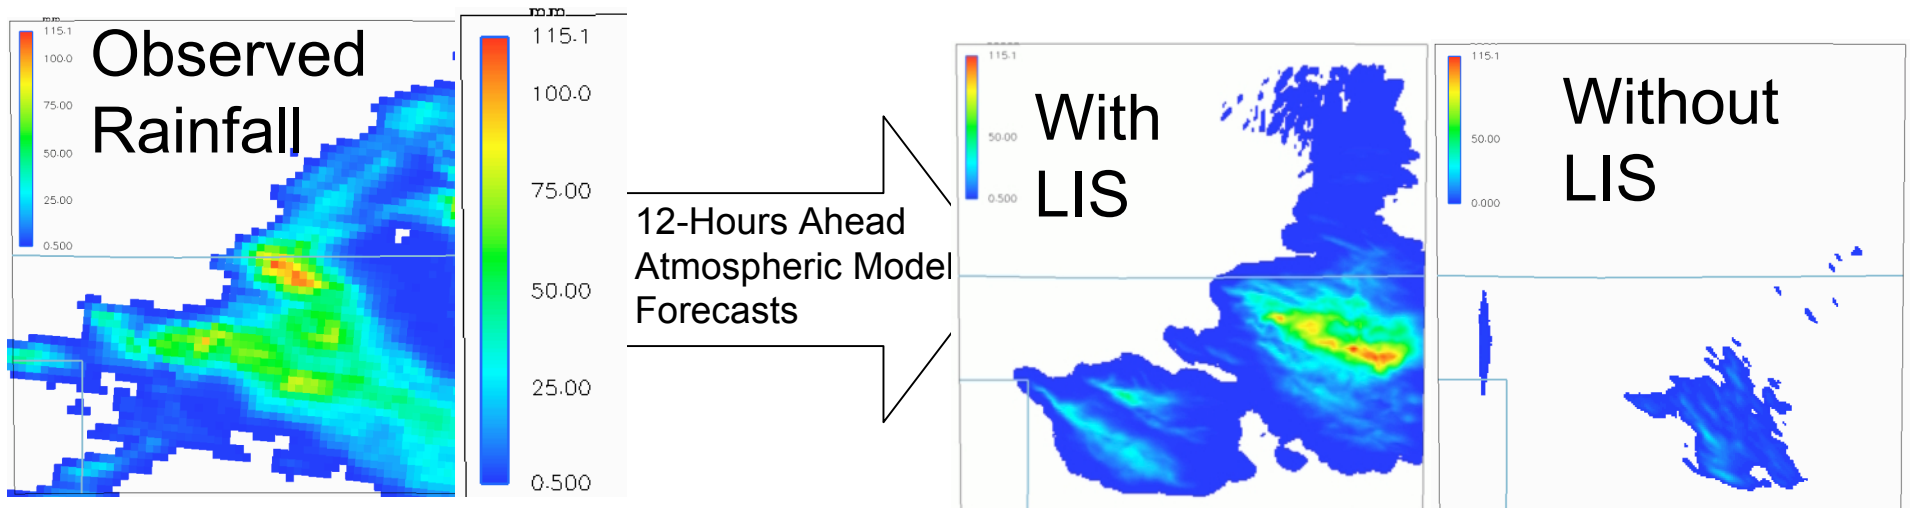 mm
115.1
100.0
75.00
50.00
25.00
0.500
Observed
Rainfall
mm
115.1
100.0
75.00
50.00
25.00
0.500
12-Hours Ahead
Atmospheric Model
Forecasts
115.1
50.00
0.500
With
LIS
115.1
50.00
0.000
Without
LIS